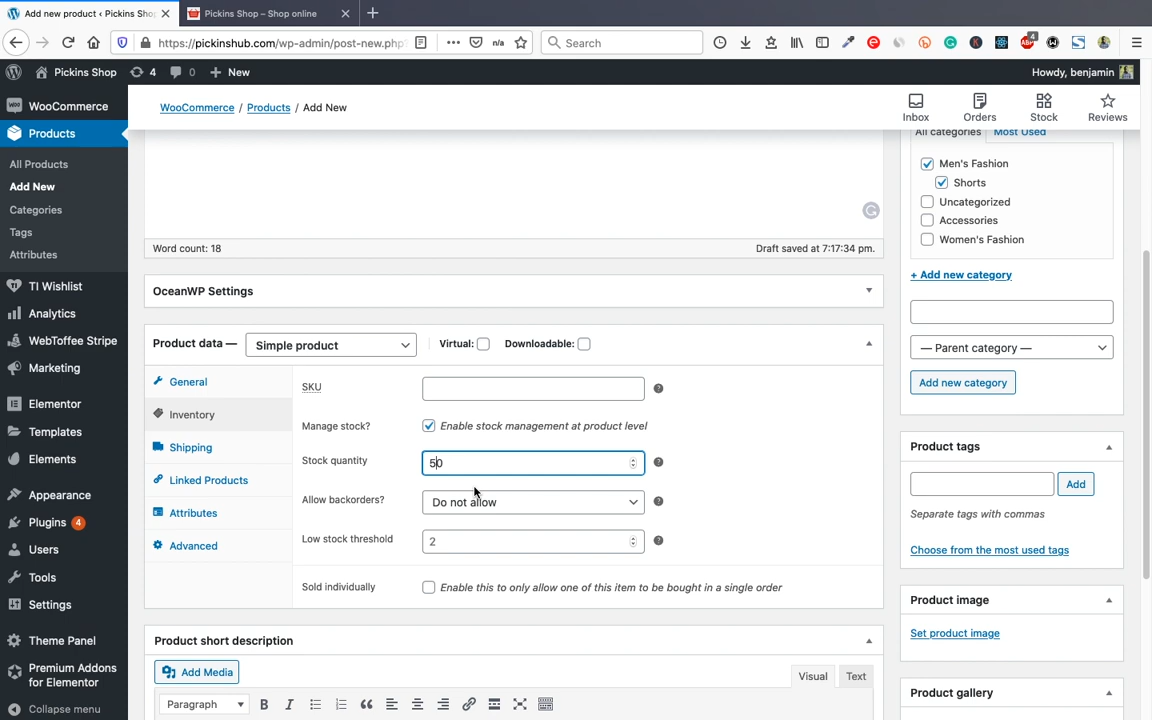 Add new product ‹ Pickins Shop
Pickins Shop – Shop online
https://pickinshub.com/wp-admin/post-new.php?
n/a
Search
4
Pickins Shop
4
0
New
Howdy, benjamin
WooCommerce
Products
All Products
Add New
Categories
Tags
Attributes
TI Wishlist
Analytics
WebToffee Stripe
Marketing
Elementor
Templates
Elements
Appearance
Plugins 4
Users
Tools
Settings
Theme Panel
Premium Addons
for Elementor
Collapse menu
WooCommerce / Products / Add New
Inbox
Orders
Stock
Reviews
Word count: 18
Draft saved at 7:17:34 pm.
OceanWP Settings
Product data —
Simple product
Virtual:
Downloadable:
General
Inventory
Shipping
Linked Products
Attributes
Advanced
SKU
Manage stock?
Enable stock management at product level
Stock quantity
50
Allow backorders?
Do not allow
Low stock threshold
2
Sold individually
Enable this to only allow one of this item to be bought in a single order
Product short description
Add Media
Visual
Text
Paragraph
All categories
Most Used
Men's Fashion
Shorts
Uncategorized
Accessories
Women's Fashion
+ Add new category
— Parent category —
Add new category
Product tags
Add
Separate tags with commas
Choose from the most used tags
Product image
Set product image
Product gallery